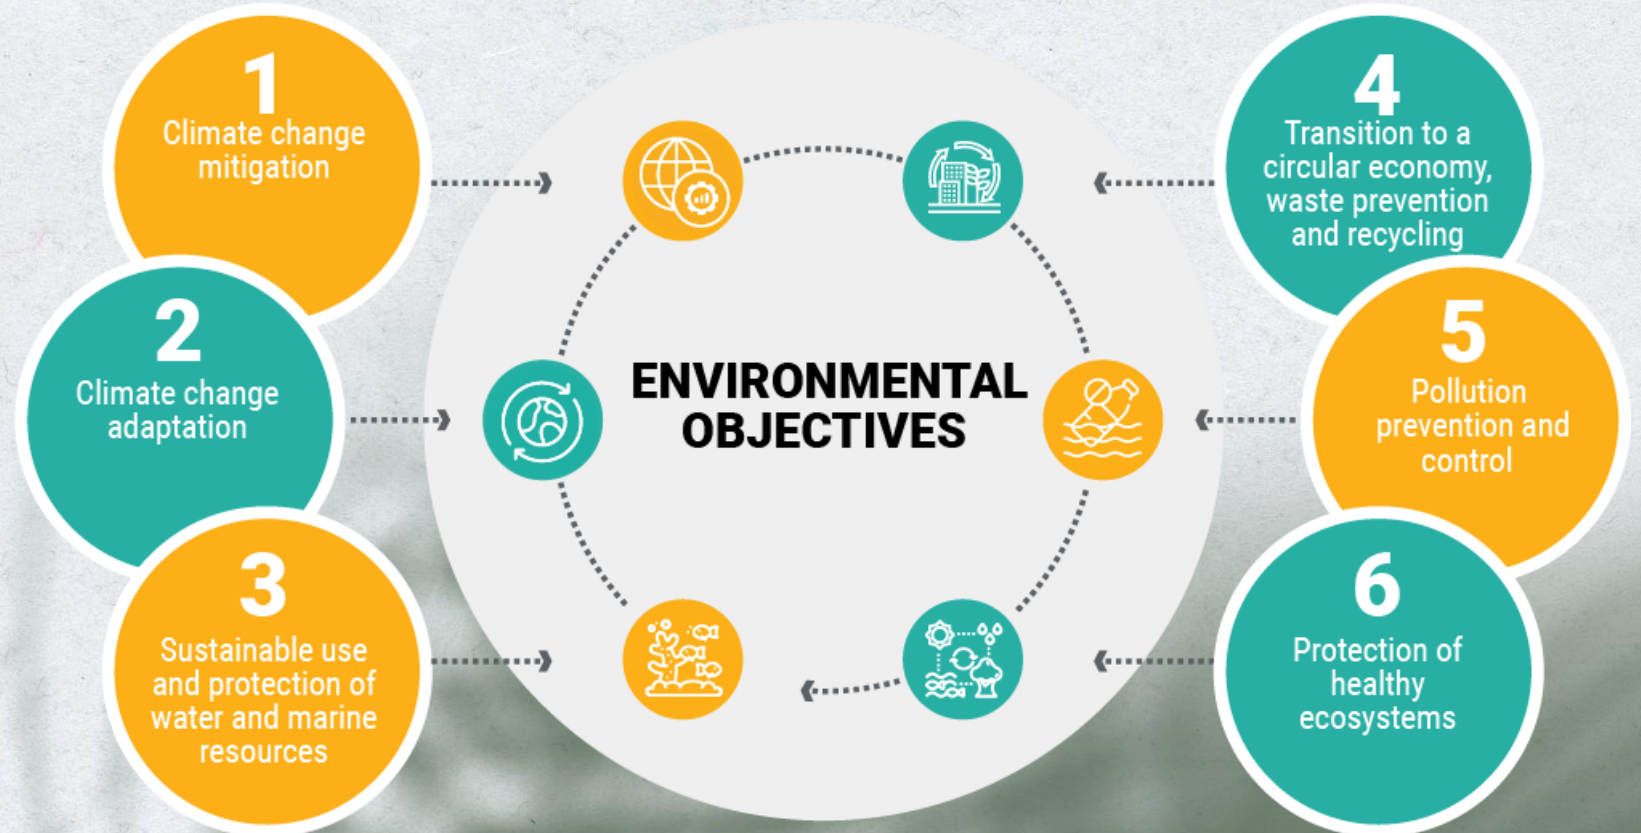 1
Climate change
mitigation
2
Climate change
adaptation
3
Sustainable use
and protection of
water and marine
resources
ENVIRONMENTAL
OBJECTIVES
4
Transition to a
circular economy,
waste prevention
and recycling
5
Pollution
prevention and
control
6
Protection of
healthy
ecosystems